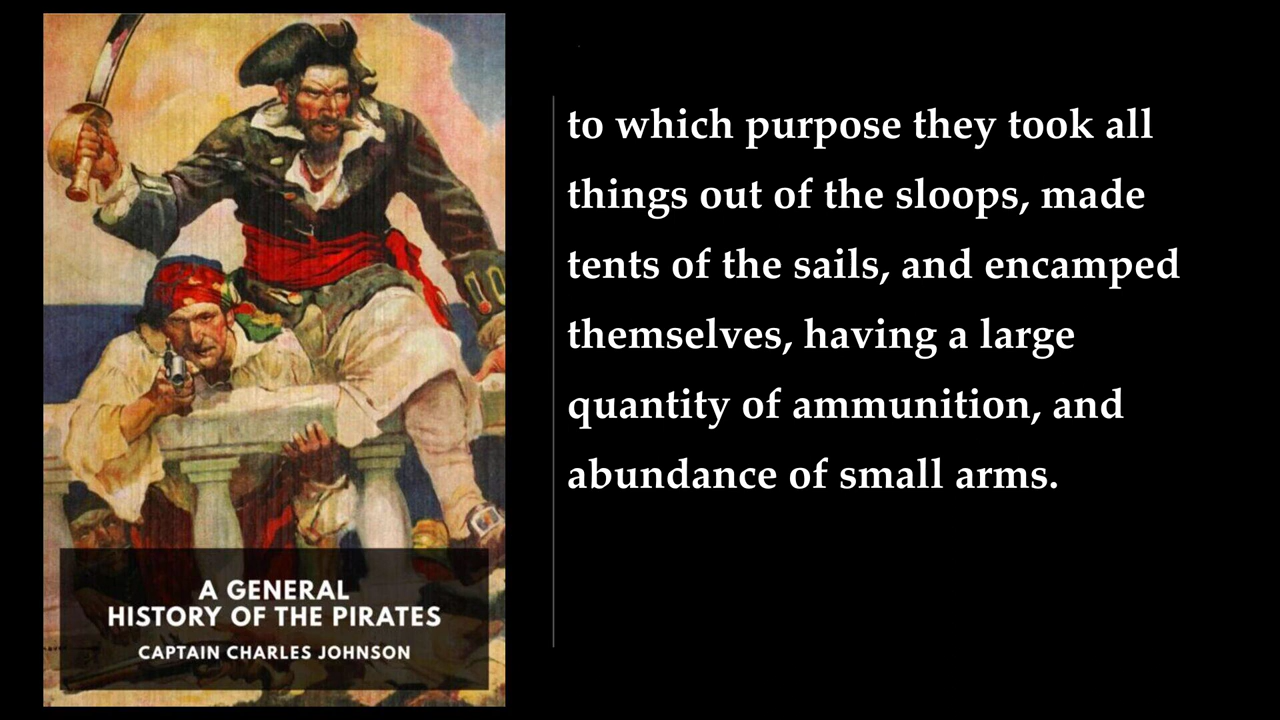 A GENERAL
HISTORY OF THE PIRATES
CAPTAIN CHARLES JOHNSON
to which purpose they took all
things out of the sloops, made
tents of the sails, and encamped
themselves, having a large
quantity of ammunition, and
abundance of small arms.